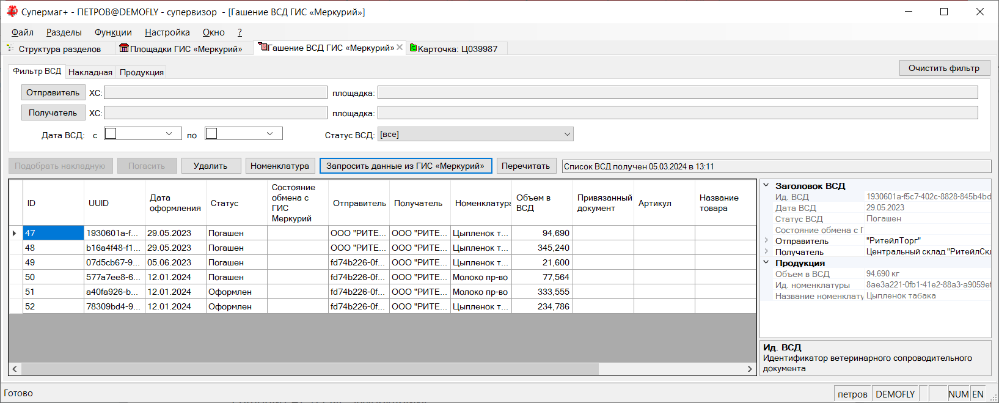 Супермаг+ - ПЕТРОВ@DEMOFLY - супервизор - [Гашение ВСД ГИС «Меркурий»]
Файл Разделы Функции Настройка Окно ?
Структура разделов Площадки ГИС «Меркурий» Гашение ВСД ГИС «Меркурий» Карточка: Ц039987
Фильтр ВСД Накладная Продукция Очистить фильтр
Отправитель ХС: площадка:
Получатель ХС: площадка:
Дата ВСД: с по Статус ВСД: [все]
Подобрать накладную Погасить Удалить Номенклатура Запросить данные из ГИС «Меркурий» Перечитать Список ВСД получен 05.03.2024 в 13:11
ID UUID Дата оформления Статус Состояние обмена с ГИС Меркурий Отправитель Получатель Номенклатура Объем в ВСД Привязанный документ Артикул Название товара
47 1930601a-f... 29.05.2023 Погашен ООО "РИТЕ... ООО "РИТЕ... Цыпленок т... 94,690
48 b16a4f48-f1... 29.05.2023 Погашен ООО "РИТЕ... ООО "РИТЕ... Цыпленок т... 345,240
49 07d5cb67-9... 05.06.2023 Погашен fd74b226-0f... ООО "РИТЕ... Цыпленок т... 21,600
50 577a7ee8-6... 12.01.2024 Погашен fd74b226-0f... ООО "РИТЕ... Молоко пр-во 77,564
51 a40fa926-b... 12.01.2024 Оформлен fd74b226-0f... ООО "РИТЕ... Молоко пр-во 333,555
52 78309bd4-9... 12.01.2024 Оформлен fd74b226-0f... ООО "РИТЕ... Цыпленок т... 234,786
Заголовок ВСД
Ид. ВСД 1930601a-f5c7-402c-8828-845b4bd
Дата ВСД 29.05.2023
Статус ВСД Погашен
Состояние обмена с Г
Отправитель "РитейлТорг"
Получатель Центральный склад "РитейлСкл
Продукция
Объем в ВСД 94,690 кг
Ид. номенклатуры 8ae3a221-0fb1-41e2-88a3-a9059ef
Название номенклату Цыпленок табака
Ид. ВСД
Идентификатор ветеринарного сопроводительного
документа
Готово петров DEMOFLY NUM EN